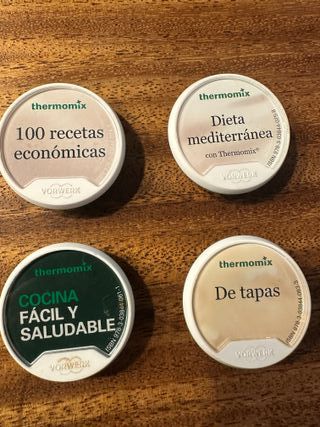 thermomix
100 recetas
económicas
VORWERK
thermomix
Dieta
mediterránea
con Thermomix®
VORWERK
thermomix
COCINA
FÁCIL Y
SALUDABLE
VORWERK
thermomix
De tapas
VORWERK